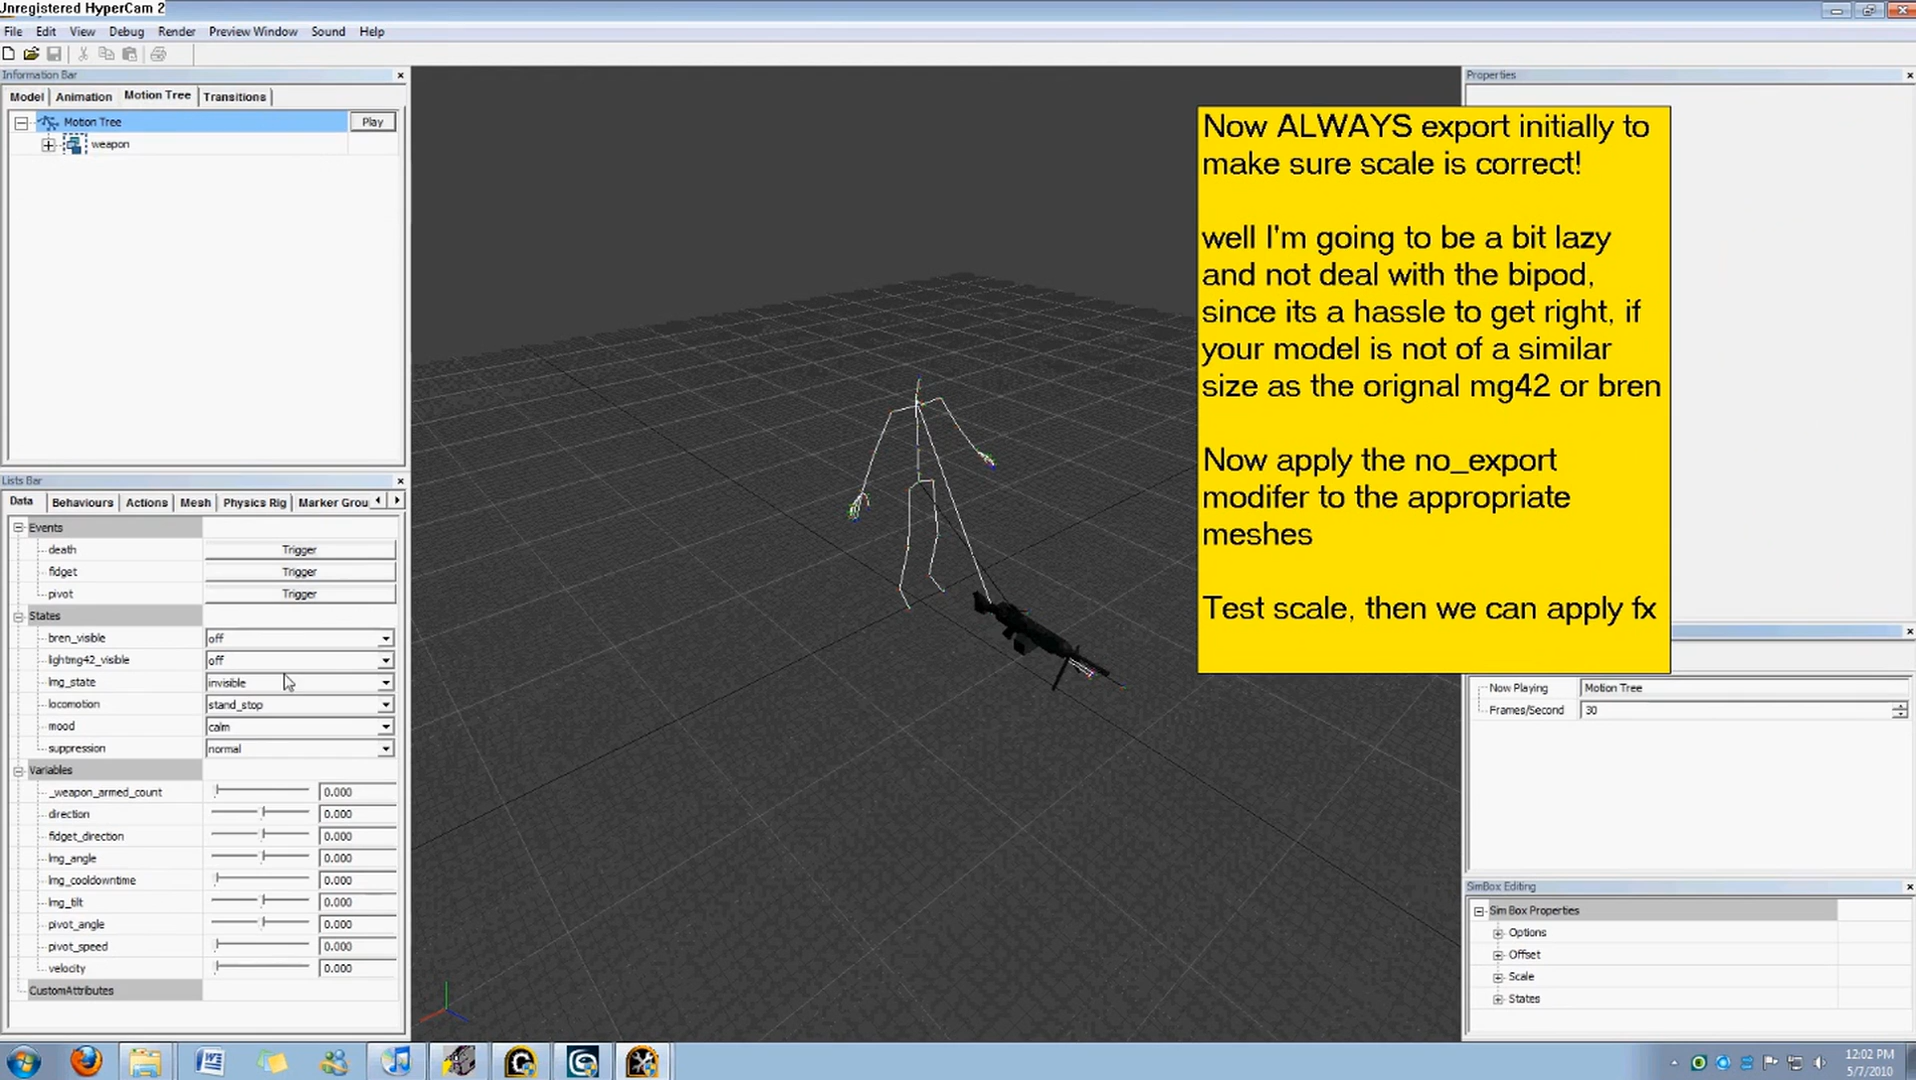 Unregistered HyperCam 2
File Edit View Debug Render Preview Window Sound Help
Information Bar
Model Animation Motion Tree Transitions
Motion Tree Play
weapon
Lists Bar
Data Behaviours Actions Mesh Physics Rig Marker Grou
Events
death Trigger
fidget Trigger
pivot Trigger
States
bren_visible off
lightmg42_visible off
lmg_state invisible
locomotion stand_stop
mood calm
suppression normal
Variables
_weapon_armed_count 0.000
direction 0.000
fidget_direction 0.000
lmg_angle 0.000
lmg_cooldowntime 0.000
lmg_tilt 0.000
pivot_angle 0.000
pivot_speed 0.000
velocity 0.000
CustomAttributes
Now ALWAYS export initially to
make sure scale is correct!
well I'm going to be a bit lazy
and not deal with the bipod,
since its a hassle to get right, if
your model is not of a similar
size as the orignal mg42 or bren
Now apply the no_export
modifer to the appropriate
meshes
Test scale, then we can apply fx
Properties
Now Playing Motion Tree
Frames/Second 30
SimBox Editing
Sim Box Properties
Options
Offset
Scale
States
12:02 PM
5/7/2010